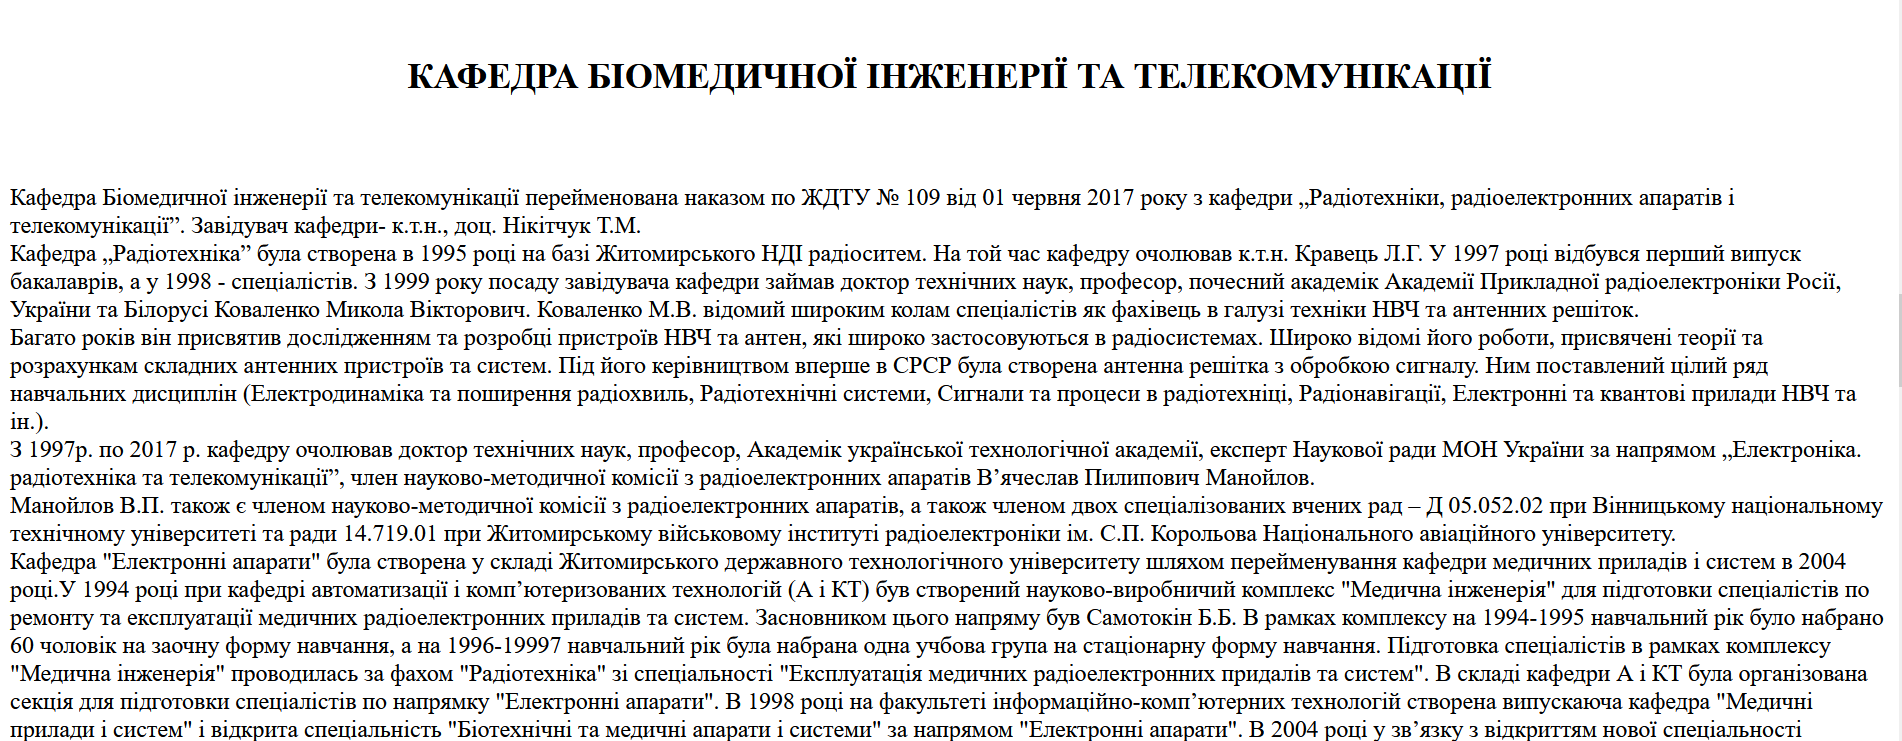 КАФЕДРА БІОМЕДИЧНОЇ ІНЖЕНЕРІЇ ТА ТЕЛЕКОМУНІКАЦІЇ
Кафедра Біомедичної інженерії та телекомунікації перейменована наказом по ЖДТУ № 109 від 01 червня 2017 року з кафедри „Радіотехніки, радіоелектронних апаратів і
телекомунікації”. Завідувач кафедри- к.т.н., доц. Нікітчук Т.М.
Кафедра „Радіотехніка” була створена в 1995 році на базі Житомирського НДІ радіоситем. На той час кафедру очолював к.т.н. Кравець Л.Г. У 1997 році відбувся перший випуск
бакалаврів, а у 1998 - спеціалістів. З 1999 року посаду завідувача кафедри займав доктор технічних наук, професор, почесний академік Академії Прикладної радіоелектроніки Росії,
України та Білорусі Коваленко Микола Вікторович. Коваленко М.В. відомий широким колам спеціалістів як фахівець в галузі техніки НВЧ та антенних решіток.
Багато років він присвятив дослідженням та розробці пристроїв НВЧ та антен, які широко застосовуються в радіосистемах. Широко відомі його роботи, присвячені теорії та
розрахункам складних антенних пристроїв та систем. Під його керівництвом вперше в СРСР була створена антенна решітка з обробкою сигналу. Ним поставлений цілий ряд
навчальних дисциплін (Електродинаміка та поширення радіохвиль, Радіотехнічні системи, Сигнали та процеси в радіотехніці, Радіонавігації, Електронні та квантові прилади НВЧ та
ін.).
З 1997р. по 2017 р. кафедру очолював доктор технічних наук, професор, Академік української технологічної академії, експерт Наукової ради МОН України за напрямом „Електроніка.
радіотехніка та телекомунікації”, член науково-методичної комісії з радіоелектронних апаратів В’ячеслав Пилипович Манойлов.
Манойлов В.П. також є членом науково-методичної комісії з радіоелектронних апаратів, а також членом двох спеціалізованих вчених рад – Д 05.052.02 при Вінницькому національному
технічному університеті та ради 14.719.01 при Житомирському військовому інституті радіоелектроніки ім. С.П. Корольова Національного авіаційного університету.
Кафедра "Електронні апарати" була створена у складі Житомирського державного технологічного університету шляхом перейменування кафедри медичних приладів і систем в 2004
році.У 1994 році при кафедрі автоматизації і комп’ютеризованих технологій (А і КТ) був створений науково-виробничий комплекс "Медична інженерія" для підготовки спеціалістів по
ремонту та експлуатації медичних радіоелектронних приладів та систем. Засновником цього напряму був Самотокін Б.Б. В рамках комплексу на 1994-1995 навчальний рік було набрано
60 чоловік на заочну форму навчання, а на 1996-19997 навчальний рік була набрана одна учбова група на стаціонарну форму навчання. Підготовка спеціалістів в рамках комплексу
"Медична інженерія" проводилась за фахом "Радіотехніка" зі спеціальності "Експлуатація медичних радіоелектронних придалів та систем". В складі кафедри А і КТ була організована
секція для підготовки спеціалістів по напрямку "Електронні апарати". В 1998 році на факультеті інформаційно-комп’ютерних технологій створена випускаюча кафедра "Медичні
прилади і систем" і відкрита спеціальність "Біотехнічні та медичні апарати і системи" за напрямом "Електронні апарати". В 2004 році у зв’язку з відкриттям нової спеціальності